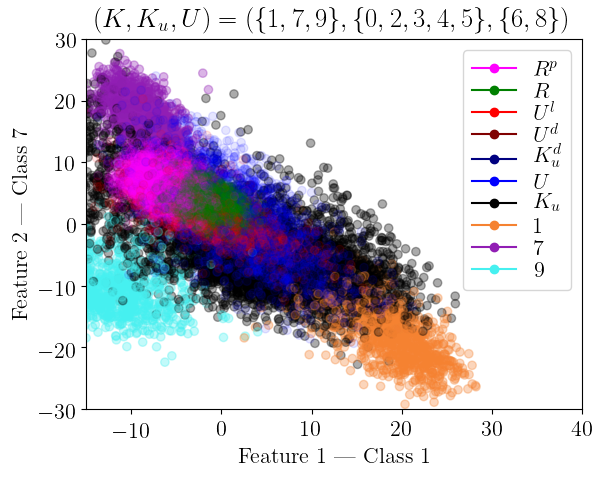 (K, K_u, U) = ({1, 7, 9}, {0, 2, 3, 4, 5}, {6, 8})
30
20
10
0
−10
−20
−30
Feature 2 — Class 7
R^p
R
U^l
U^d
K_u^d
U
K_u
1
7
9
−10
0
10
20
30
40
Feature 1 — Class 1